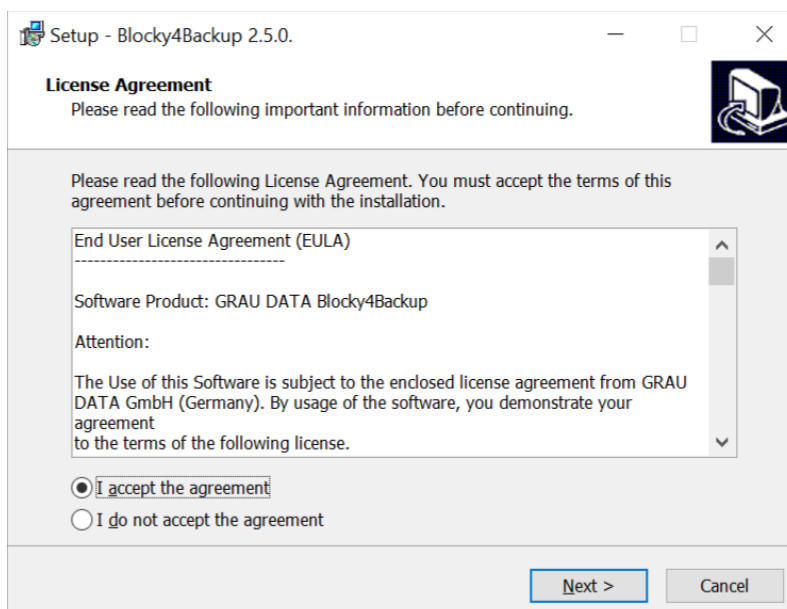 Setup - Blocky4Backup 2.5.0.
License Agreement
Please read the following important information before continuing.
Please read the following License Agreement. You must accept the terms of this
agreement before continuing with the installation.
End User License Agreement (EULA)
---------------------------------
Software Product: GRAU DATA Blocky4Backup
Attention:
The Use of this Software is subject to the enclosed license agreement from GRAU
DATA GmbH (Germany). By usage of the software, you demonstrate your
agreement
to the terms of the following license.
I accept the agreement
I do not accept the agreement
Next >
Cancel